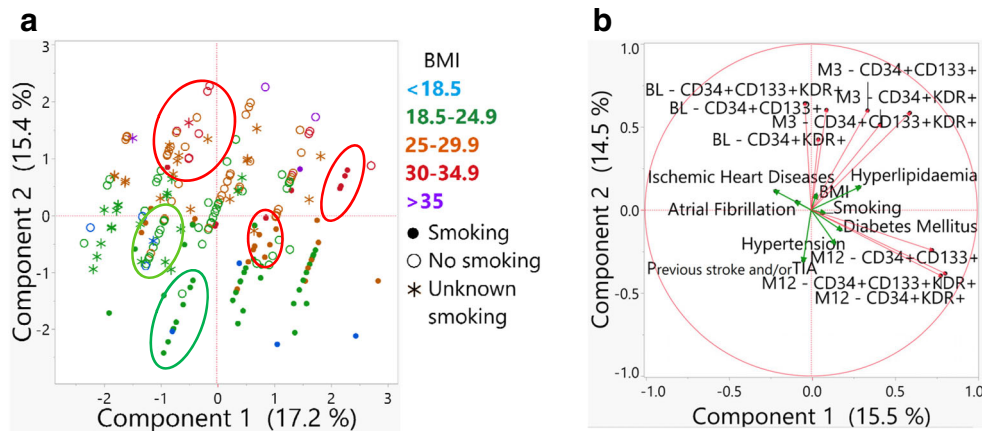 a
3
2
1
0
-1
-2
-3 -2 -1 0 1 2 3
Component 2 (15.4 %)
Component 1 (17.2 %)
BMI
<18.5
18.5-24.9
25-29.9
30-34.9
>35
Smoking
No smoking
Unknown
smoking
b
1.0
0.5
0.0
-0.5
-1.0
-1.0 -0.5 0 0.5 1.0
Component 2 (14.5 %)
Component 1 (15.5 %)
M3 - CD34+CD133+
BL - CD34+CD133+KDR+
M3 - CD34+KDR+
BL - CD34+CD133+
M3 - CD34+CD133+KDR+
BL - CD34+KDR+
Ischemic Heart Diseases
Hyperlipidaemia
BMI
Atrial Fibrillation
Smoking
Diabetes Mellitus
Hypertension
M12 - CD34+CD133+
Previous stroke and/orTIA
M12 - CD34+CD133+KDR+
M12 - CD34+KDR+